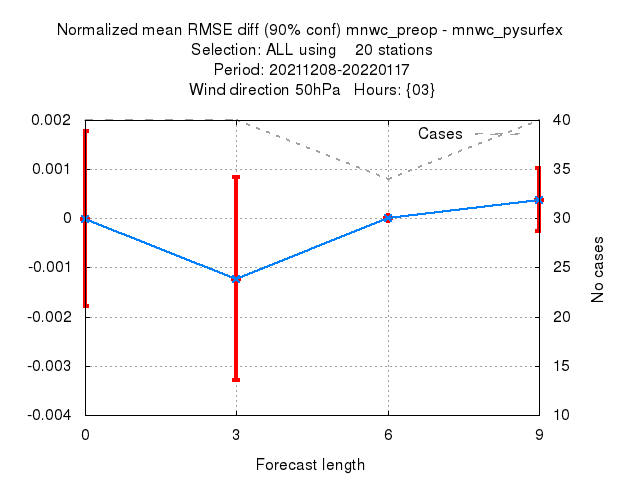 Normalized mean RMSE diff (90% conf) mnwc_preop - mnwc_pysurfex
Selection: ALL using    20 stations
Period: 20211208-20220117
Wind direction 50hPa   Hours: {03}
Cases
0.002
0.001
0
-0.001
-0.002
-0.003
-0.004
40
35
30
25
20
15
10
No cases
0
3
6
9
Forecast length